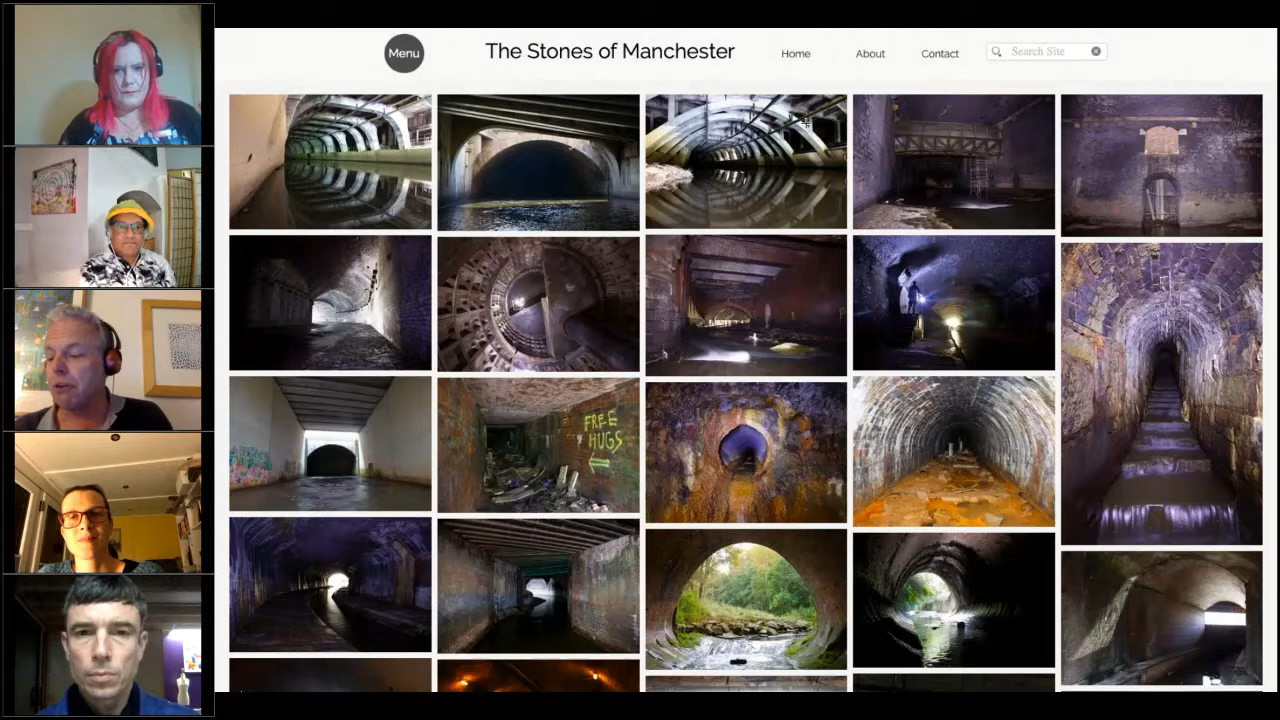 Menu
The Stones of Manchester
Home
About
Contact
Search Site
FREE
HUGS